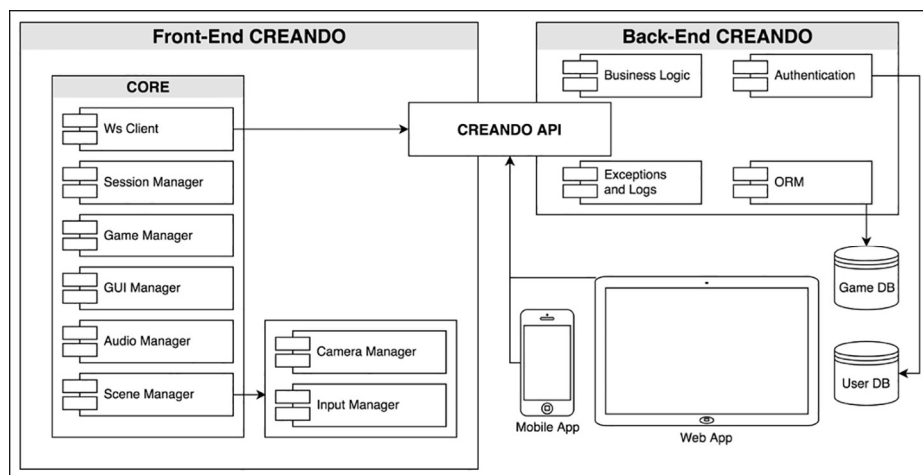 Front-End CREANDO
CORE
Ws Client
Session Manager
Game Manager
GUI Manager
Audio Manager
Scene Manager
Camera Manager
Input Manager
CREANDO API
Back-End CREANDO
Business Logic
Authentication
Exceptions
and Logs
ORM
Game DB
User DB
Mobile App
Web App